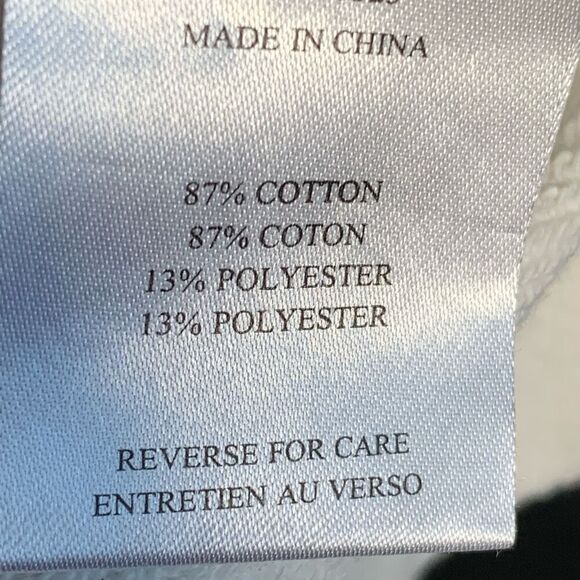 MADE IN CHINA
87% COTTON
87% COTON
13% POLYESTER
13% POLYESTER
REVERSE FOR CARE
ENTRETIEN AU VERSO